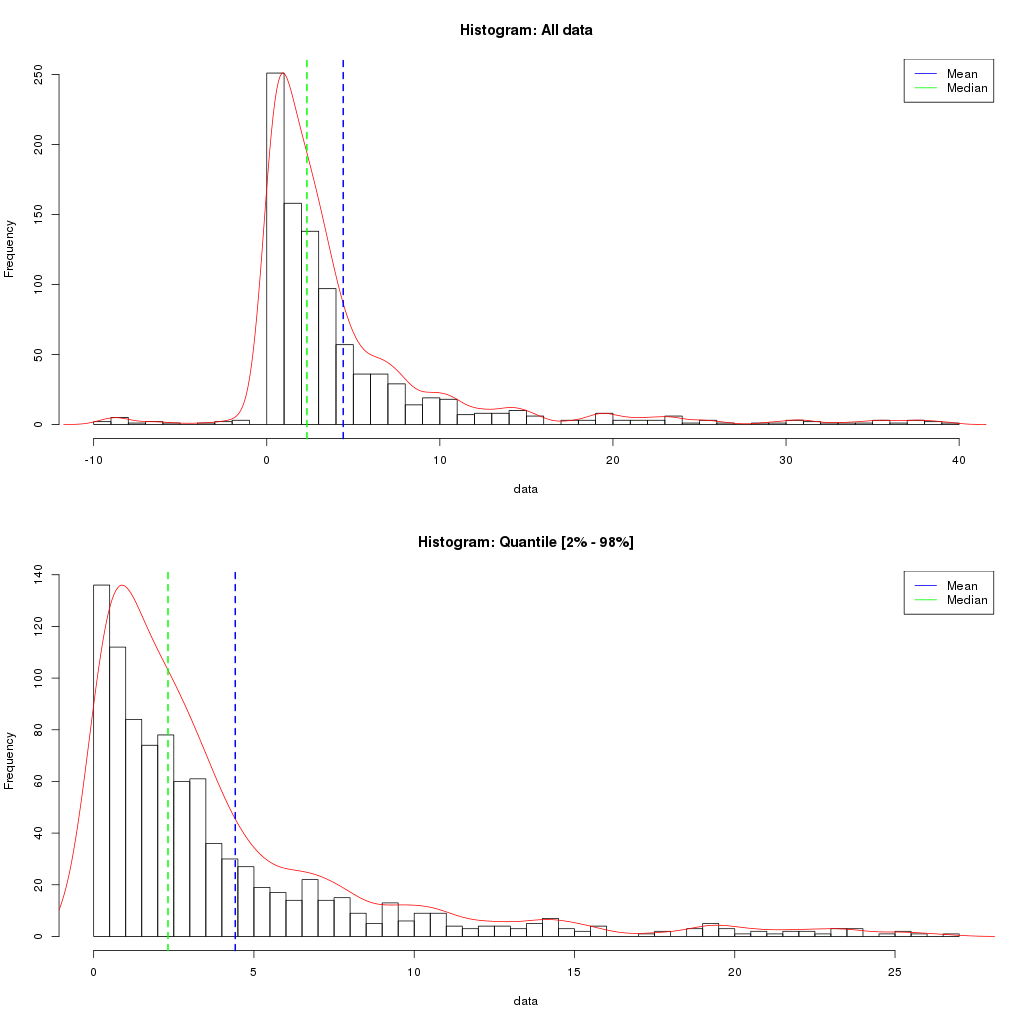 Histogram: All data
Mean
Median
Frequency
0 50 100 150 200 250
-10 0 10 20 30 40
data
Histogram: Quantile [2% - 98%]
Mean
Median
Frequency
0 20 40 60 80 100 120 140
0 5 10 15 20 25
data